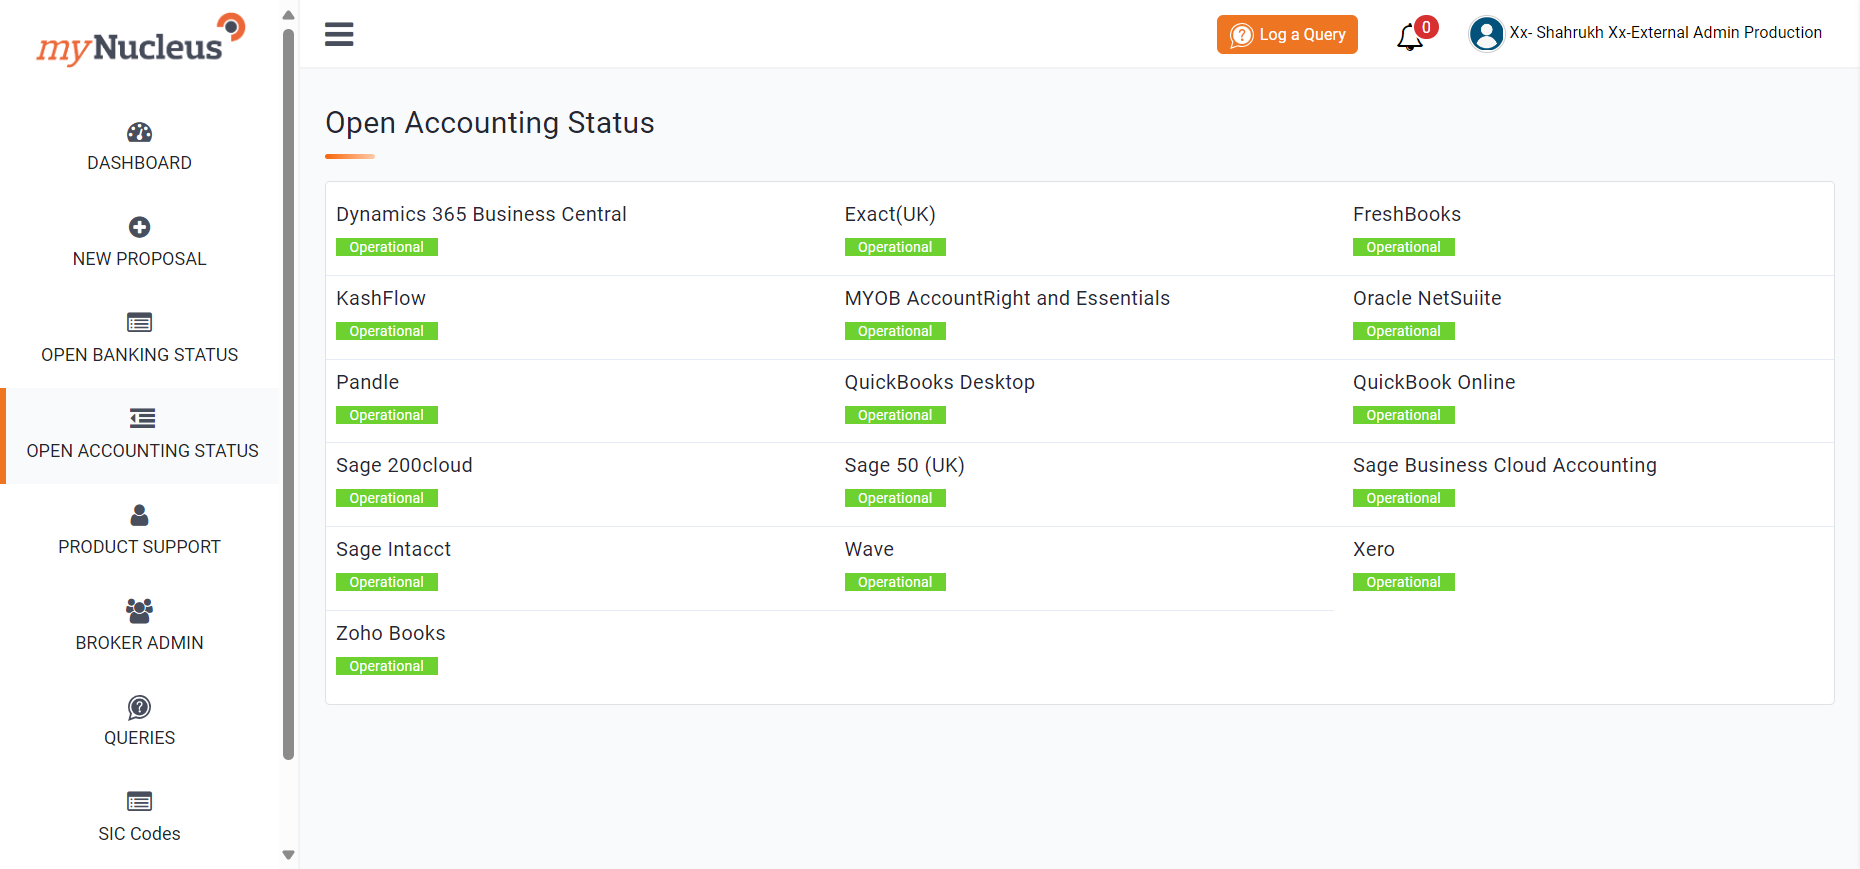 myNucleus
DASHBOARD
NEW PROPOSAL
OPEN BANKING STATUS
OPEN ACCOUNTING STATUS
PRODUCT SUPPORT
BROKER ADMIN
QUERIES
SIC Codes
Log a Query
0
Xx- Shahrukh Xx-External Admin Production
Open Accounting Status
Dynamics 365 Business Central
Operational
Exact(UK)
Operational
FreshBooks
Operational
KashFlow
Operational
MYOB AccountRight and Essentials
Operational
Oracle NetSuiite
Operational
Pandle
Operational
QuickBooks Desktop
Operational
QuickBook Online
Operational
Sage 200cloud
Operational
Sage 50 (UK)
Operational
Sage Business Cloud Accounting
Operational
Sage Intacct
Operational
Wave
Operational
Xero
Operational
Zoho Books
Operational